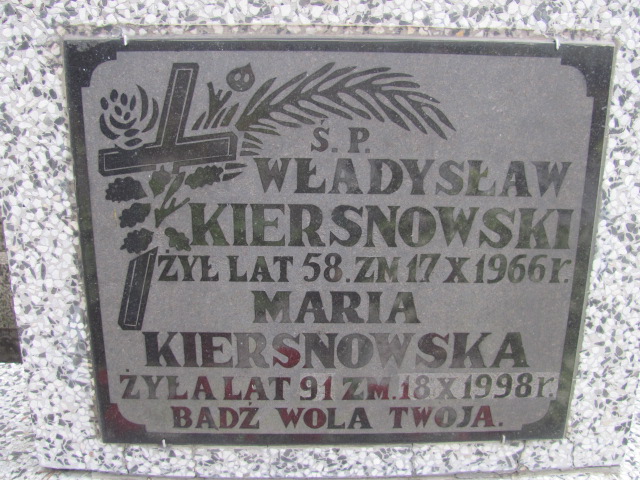 Ś. P.
WŁADYSŁAW
KIERSNOWSKI
ŻYŁ LAT 58. ZM 17 X 1966 r.
MARIA
KIERSNOWSKA
ŻYŁA LAT 91 ZM. 18 X 1998 r.
BĄDŹ WOLA TWOJA.